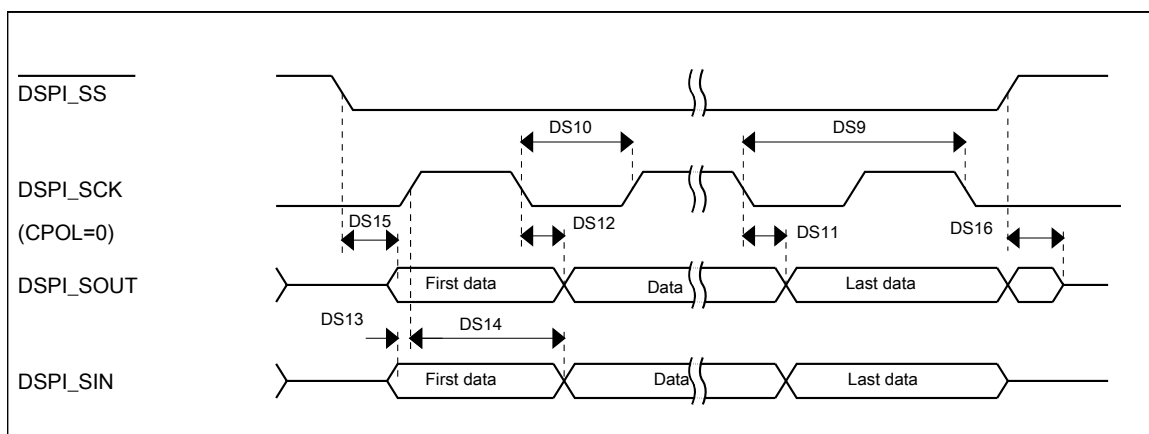 DSPI_SS
DS10
DS9
DSPI_SCK
(CPOL=0)
DS15
DS12
DS11
DS16
DSPI_SOUT
First data
Data
Last data
DS13
DS14
DSPI_SIN
First data
Data
Last data